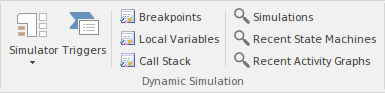 Simulator
Triggers
Breakpoints
Local Variables
Call Stack
Simulations
Recent State Machines
Recent Activity Graphs
Dynamic Simulation